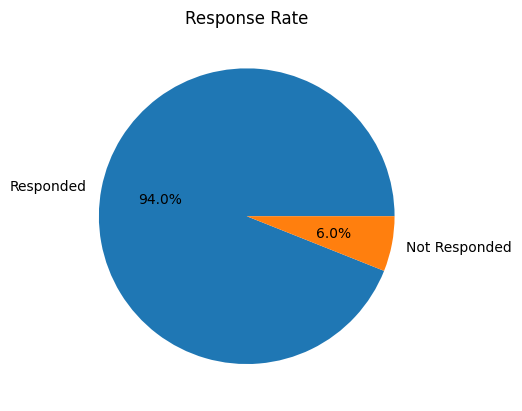 Response Rate
Responded
94.0%
6.0%
Not Responded